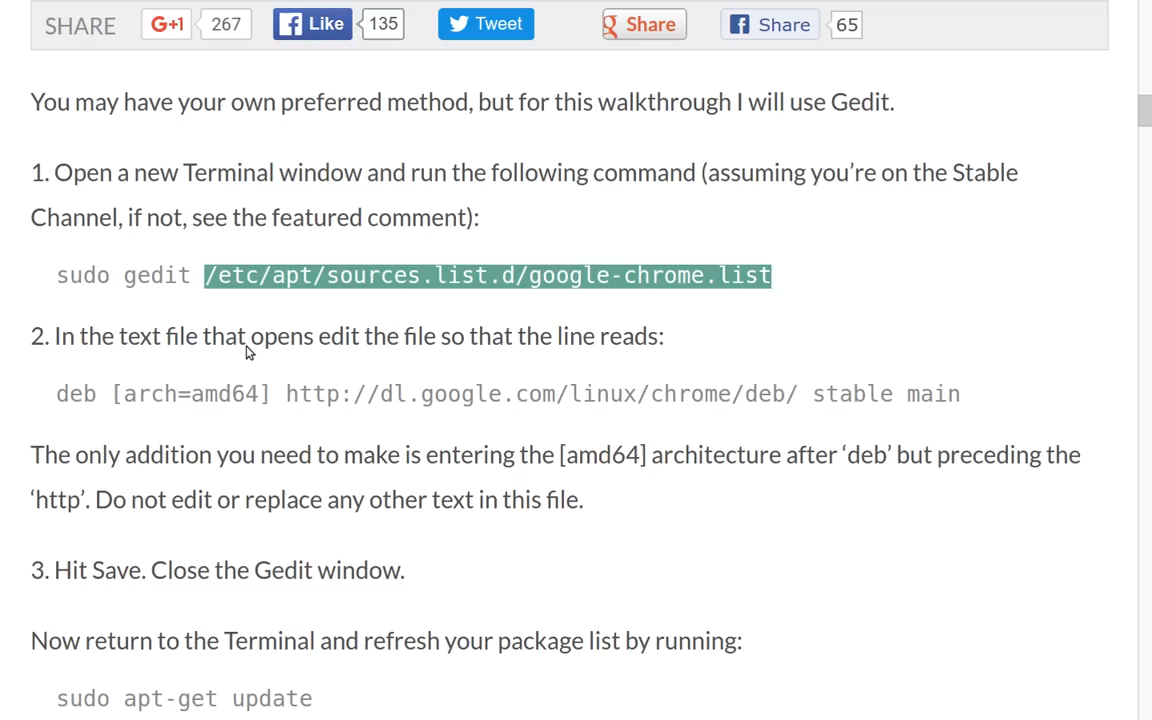 SHARE G+1 267 Like 135 Tweet g Share Share 65
You may have your own preferred method, but for this walkthrough I will use Gedit.
1. Open a new Terminal window and run the following command (assuming you’re on the Stable
Channel, if not, see the featured comment):
sudo gedit /etc/apt/sources.list.d/google-chrome.list
2. In the text file that opens edit the file so that the line reads:
deb [arch=amd64] http://dl.google.com/linux/chrome/deb/ stable main
The only addition you need to make is entering the [amd64] architecture after ‘deb’ but preceding the
‘http’. Do not edit or replace any other text in this file.
3. Hit Save. Close the Gedit window.
Now return to the Terminal and refresh your package list by running:
sudo apt-get update